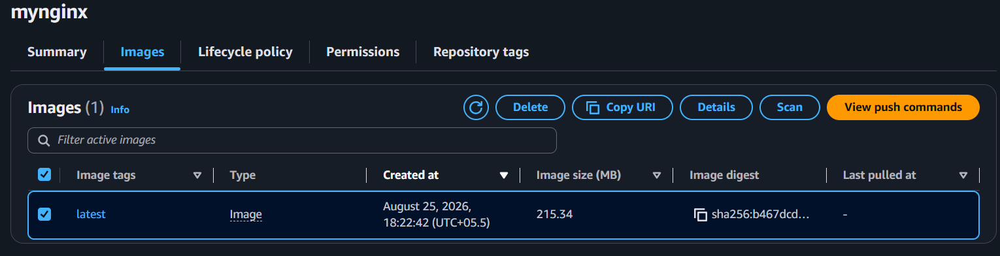 mynginx
Summary Images Lifecycle policy Permissions Repository tags
Images (1) Info Delete Copy URI Details Scan View push commands
Filter active images
Image tags Type Created at Image size (MB) Image digest Last pulled at
latest Image August 25, 2026, 18:22:42 (UTC+05.5) 215.34 sha256:b467dcd... -